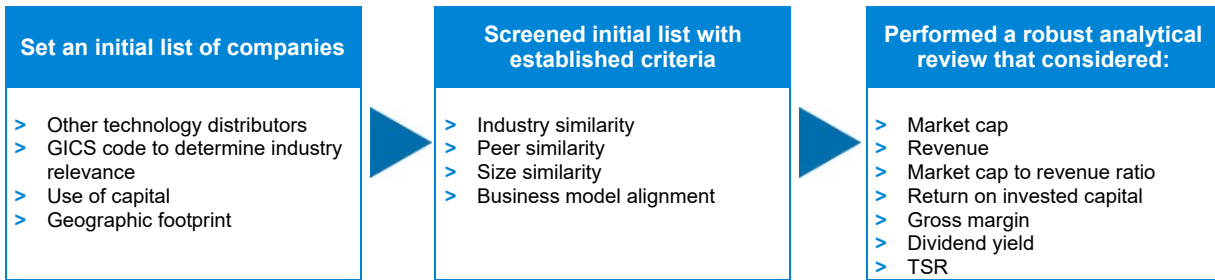 Set an initial list of companies
> Other technology distributors
> GICS code to determine industry
relevance
> Use of capital
> Geographic footprint
Screened initial list with
established criteria
> Industry similarity
> Peer similarity
> Size similarity
> Business model alignment
Performed a robust analytical
review that considered:
> Market cap
> Revenue
> Market cap to revenue ratio
> Return on invested capital
> Gross margin
> Dividend yield
> TSR